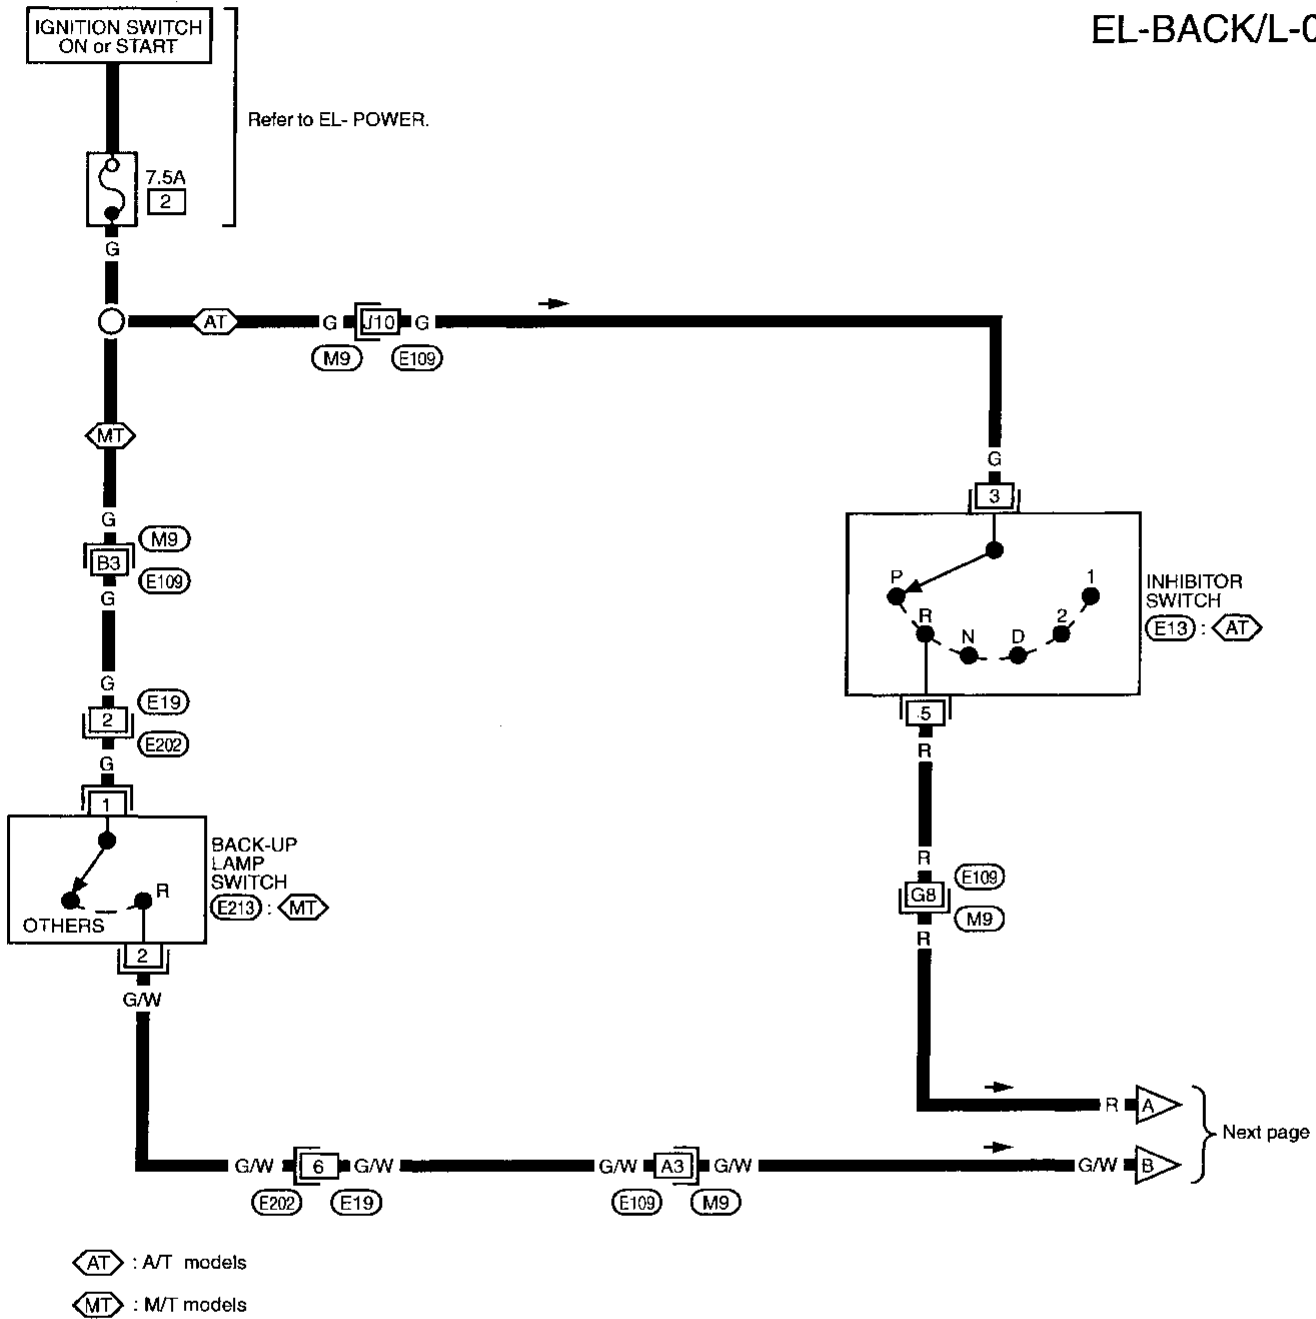 EL-BACK/L-0
IGNITION SWITCH
ON or START
Refer to EL- POWER.
7.5A
2
G
AT
G
J10
G
M9
E109
MT
G
G
3
M9
B3
E109
G
P
R
N
D
2
1
INHIBITOR
SWITCH
E13 : AT
G
E19
2
E202
5
R
G
1
BACK-UP
LAMP
SWITCH
E213 : MT
R
OTHERS
R
E109
G8
M9
R
2
G/W
R
A
Next page
G/W
6
G/W
G/W
A3
G/W
G/W
B
E202
E19
E109
M9
AT : A/T models
MT : M/T models